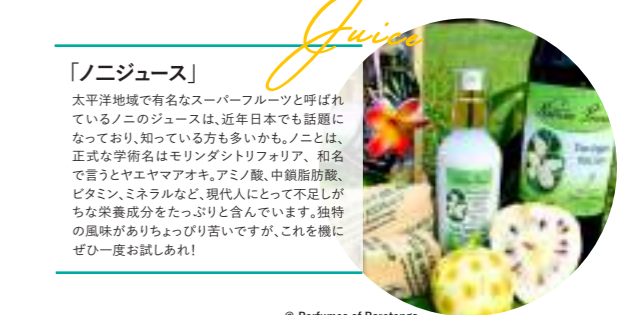 Juice
「ノニジュース」
太平洋地域で有名なスーパーフルーツと呼ばれ
ているノニのジュースは、近年日本でも話題に
なっており、知っている方も多いかも。ノニとは、
正式な学術名はモリンダシトリフォリア、和名
で言うとヤエヤマアオキ。アミノ酸、中鎖脂肪酸、
ビタミン、ミネラルなど、現代人にとって不足しが
ちな栄養成分をたっぷりと含んでいます。独特
の風味がありちょっぴり苦いですが、これを機に
ぜひ一度お試しあれ!